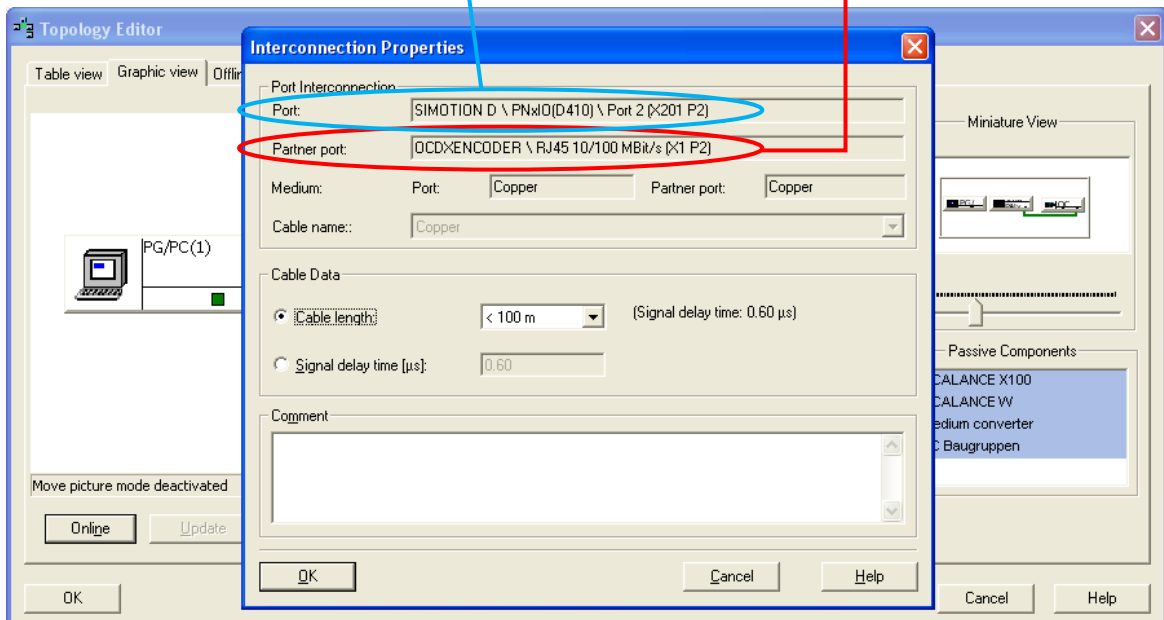 Topology Editor
Table view Graphic view Offlin
PG/PC(1)
Move picture mode deactivated
Online Update
OK
Interconnection Properties
Port Interconnection
Port: SIMOTION D \ PNxIO(D410) \ Port 2 (X201 P2)
Partner port: OCDXENCODER \ RJ45 10/100 MBit/s (X1 P2)
Medium: Port: Copper Partner port: Copper
Cable name:: Copper
Cable Data
Cable length: < 100 m (Signal delay time: 0.60 µs)
Signal delay time [µs]: 0.60
Comment
OK Cancel Help
Miniature View
Passive Components
CALANCE X100
CALANCE W
edium converter
C Baugruppen
Cancel Help